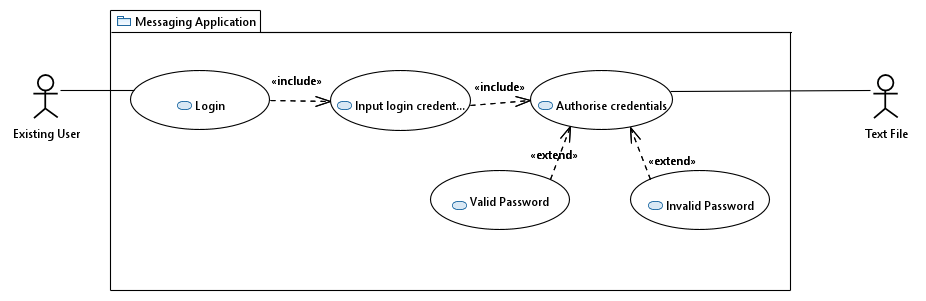 Messaging Application
«include»
«include»
Login
Input login credent...
Authorise credentials
Existing User
Text File
«extend»
«extend»
Valid Password
Invalid Password